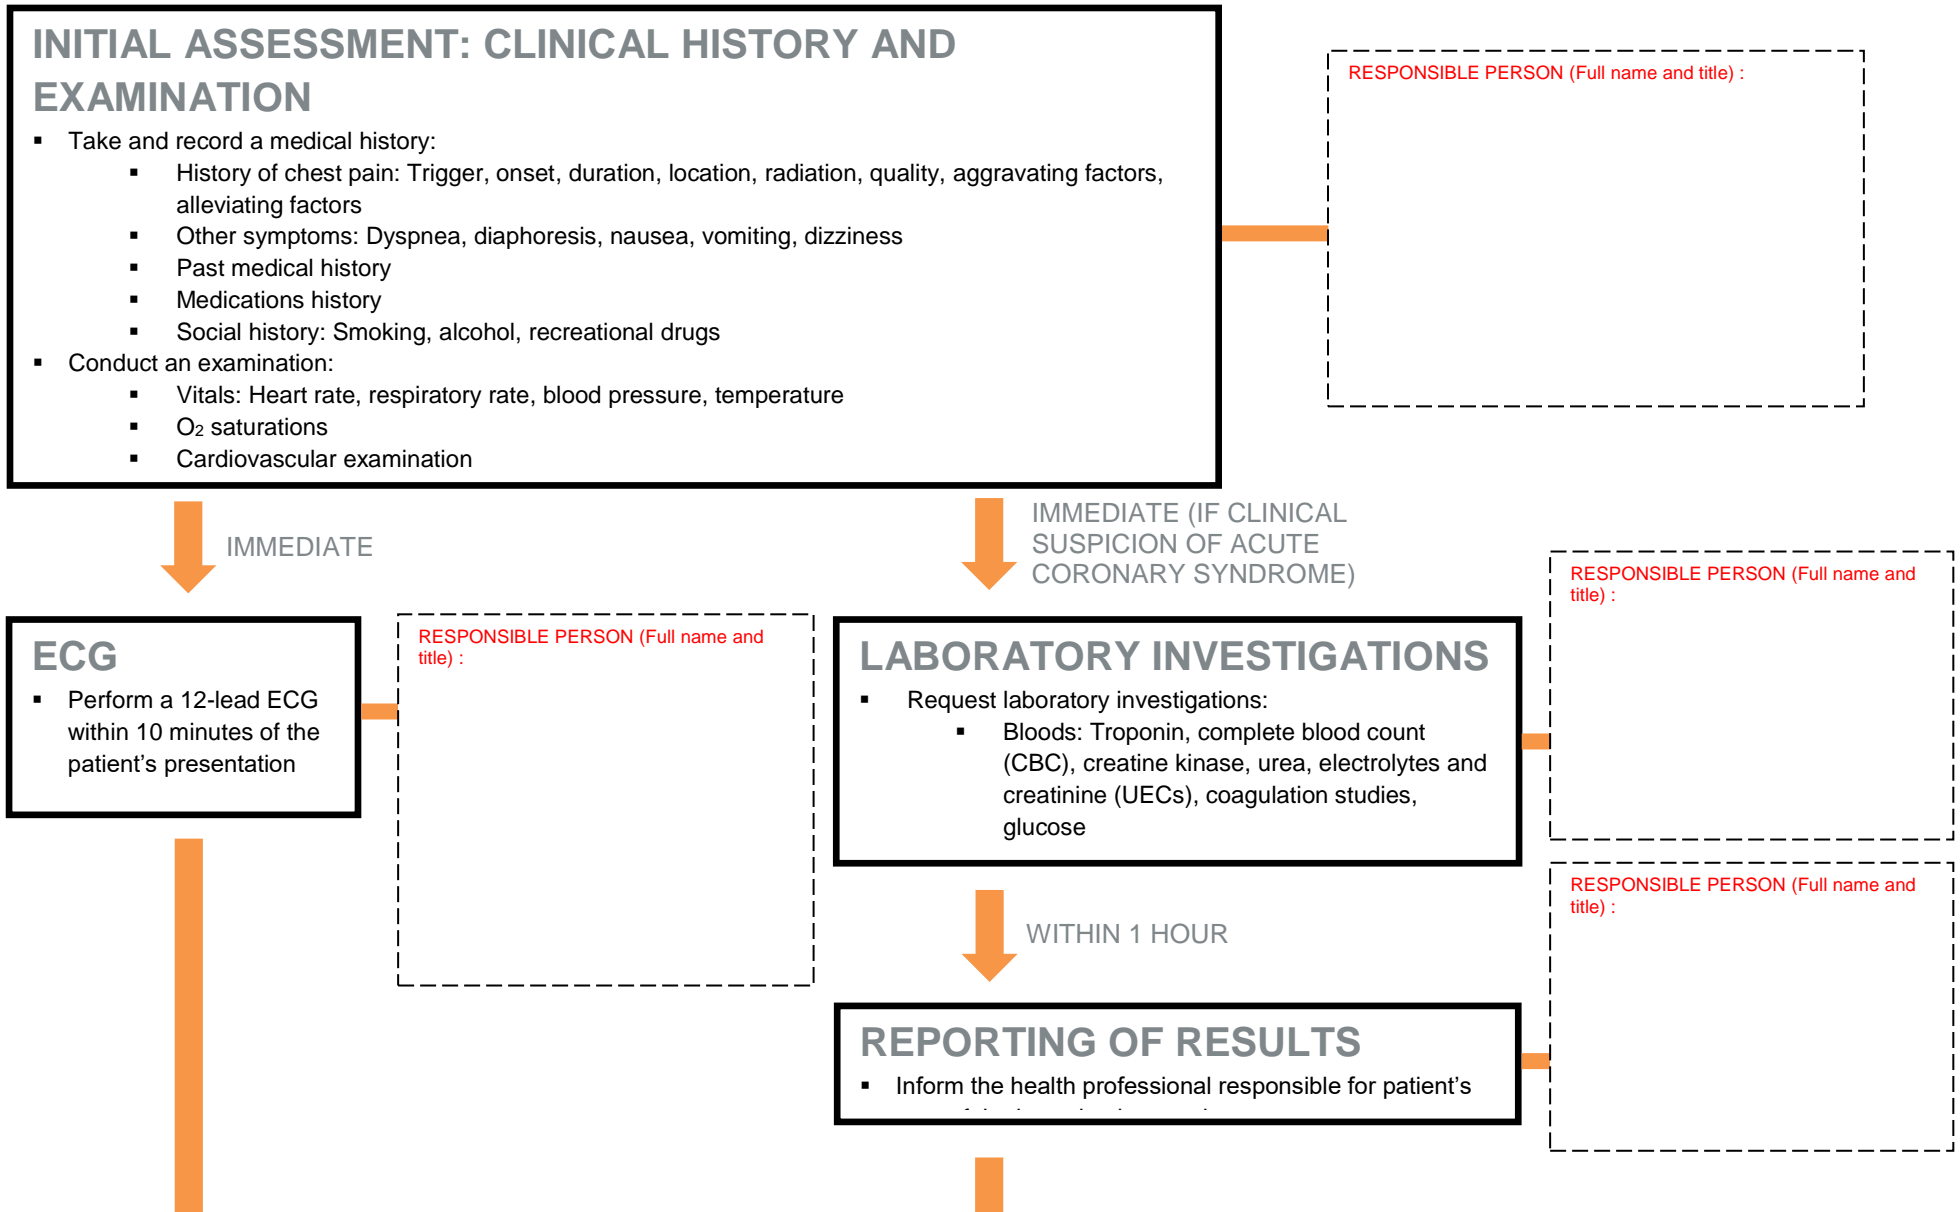 INITIAL ASSESSMENT: CLINICAL HISTORY AND
EXAMINATION
▪ Take and record a medical history:
▪ History of chest pain: Trigger, onset, duration, location, radiation, quality, aggravating factors,
alleviating factors
▪ Other symptoms: Dyspnea, diaphoresis, nausea, vomiting, dizziness
▪ Past medical history
▪ Medications history
▪ Social history: Smoking, alcohol, recreational drugs
▪ Conduct an examination:
▪ Vitals: Heart rate, respiratory rate, blood pressure, temperature
▪ O₂ saturations
▪ Cardiovascular examination
RESPONSIBLE PERSON (Full name and title) :
IMMEDIATE
IMMEDIATE (IF CLINICAL
SUSPICION OF ACUTE
CORONARY SYNDROME)
ECG
▪ Perform a 12-lead ECG
within 10 minutes of the
patient’s presentation
RESPONSIBLE PERSON (Full name and
title) :
LABORATORY INVESTIGATIONS
▪ Request laboratory investigations:
▪ Bloods: Troponin, complete blood count
(CBC), creatine kinase, urea, electrolytes and
creatinine (UECs), coagulation studies,
glucose
RESPONSIBLE PERSON (Full name and
title) :
WITHIN 1 HOUR
REPORTING OF RESULTS
▪ Inform the health professional responsible for patient’s
RESPONSIBLE PERSON (Full name and
title) :